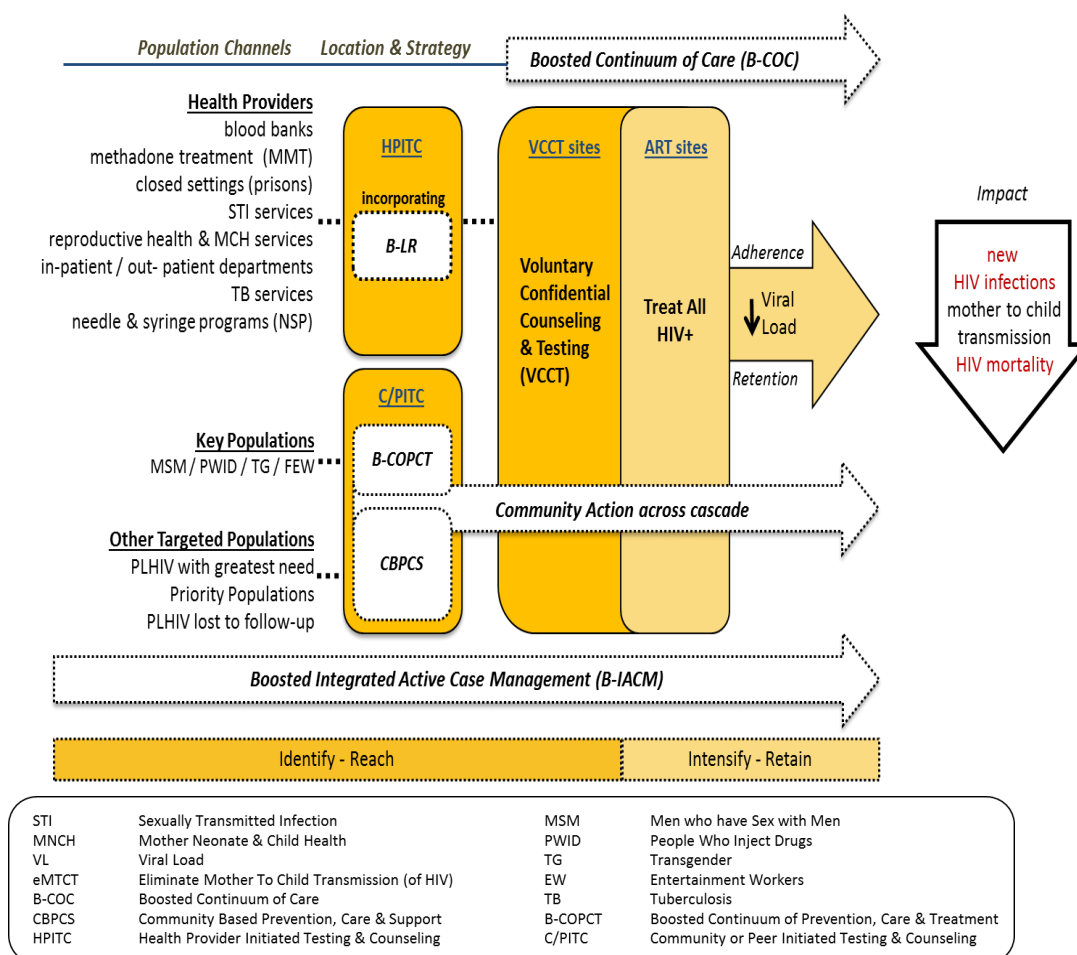 Population Channels
Location & Strategy
Boosted Continuum of Care (B-COC)
Health Providers
blood banks
methadone treatment (MMT)
closed settings (prisons)
STI services
reproductive health & MCH services
in-patient / out- patient departments
TB services
needle & syringe programs (NSP)
HPITC
incorporating
B-LR
VCCT sites
Voluntary
Confidential
Counseling
& Testing
(VCCT)
ART sites
Treat All
HIV+
Adherence
Viral
Load
Retention
Impact
new
HIV infections
mother to child
transmission
HIV mortality
Key Populations
MSM / PWID / TG / FEW
C/PITC
B-COPCT
Community Action across cascade
Other Targeted Populations
PLHIV with greatest need
Priority Populations
PLHIV lost to follow-up
CBPCS
Boosted Integrated Active Case Management (B-IACM)
Identify - Reach
Intensify - Retain
STI Sexually Transmitted Infection
MNCH Mother Neonate & Child Health
VL Viral Load
eMTCT Eliminate Mother To Child Transmission (of HIV)
B-COC Boosted Continuum of Care
CBPCS Community Based Prevention, Care & Support
HPITC Health Provider Initiated Testing & Counseling
MSM Men who have Sex with Men
PWID People Who Inject Drugs
TG Transgender
EW Entertainment Workers
TB Tuberculosis
B-COPCT Boosted Continuum of Prevention, Care & Treatment
C/PITC Community or Peer Initiated Testing & Counseling